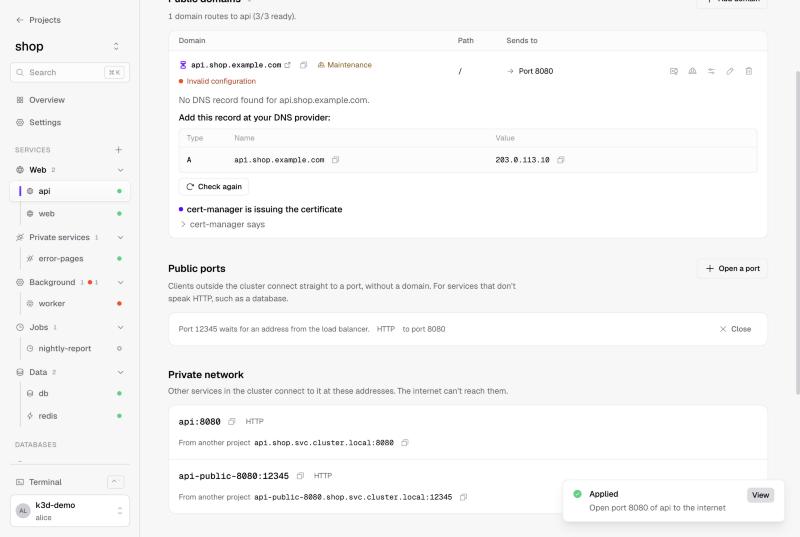 Projects
shop
Search
⌘K
Overview
Settings
SERVICES
Web 2
api
web
Private services 1
error-pages
Background 1 1
worker
Jobs 1
nightly-report
Data 2
db
redis
DATABASES
Terminal
AL
k3d-demo
alice
1 domain routes to api (3/3 ready).
Domain Path Sends to
api.shop.example.com Maintenance
Invalid configuration
/
Port 8080
No DNS record found for api.shop.example.com.
Add this record at your DNS provider:
Type Name Value
A api.shop.example.com 203.0.113.10
Check again
cert-manager is issuing the certificate
cert-manager says
Public ports
Open a port
Clients outside the cluster connect straight to a port, without a domain. For services that don't
speak HTTP, such as a database.
Port 12345 waits for an address from the load balancer. HTTP to port 8080 Close
Private network
Other services in the cluster connect to it at these addresses. The internet can't reach them.
api:8080 HTTP
From another project api.shop.svc.cluster.local:8080
api-public-8080:12345 HTTP
From another project api-public-8080.shop.svc.cluster.local:12345
Applied
Open port 8080 of api to the internet
View